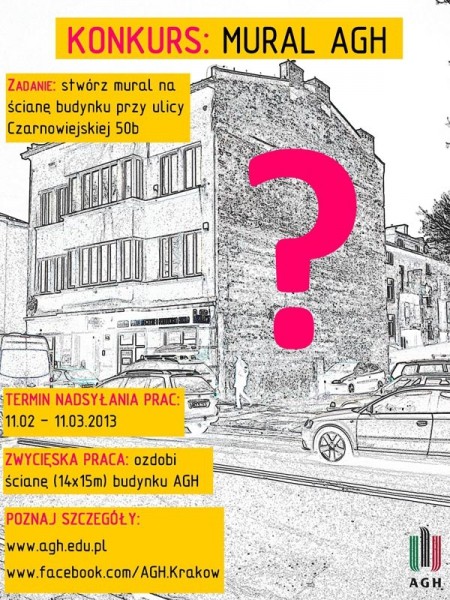 KONKURS: MURAL AGH
ZADANIE: stwórz mural na
ścianę budynku przy ulicy
Czarnowiejskiej 50b
TERMIN NADSYŁANIA PRAC:
11.02 - 11.03.2013
ZWYCIĘSKA PRACA: ozdobi
ścianę (14x15m) budynku AGH
POZNAJ SZCZEGÓŁY:
www.agh.edu.pl
www.facebook.com/AGH.Krakow
?
AGH